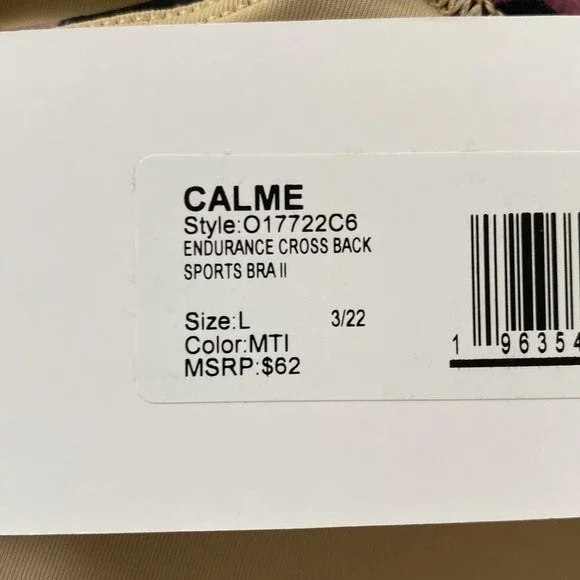 CALME
Style:O17722C6
ENDURANCE CROSS BACK
SPORTS BRA II
Size:L 3/22
Color:MTI
MSRP:$62
1 96354